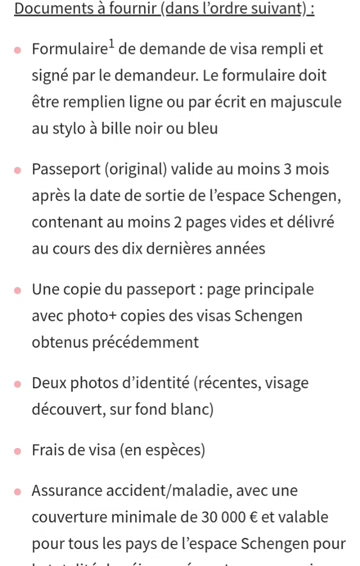 Documents à fournir (dans l'ordre suivant) :
Formulaire¹ de demande de visa rempli et
signé par le demandeur. Le formulaire doit
être remplien ligne ou par écrit en majuscule
au stylo à bille noir ou bleu
Passeport (original) valide au moins 3 mois
après la date de sortie de l'espace Schengen,
contenant au moins 2 pages vides et délivré
au cours des dix dernières années
Une copie du passeport : page principale
avec photo+ copies des visas Schengen
obtenus précédemment
Deux photos d'identité (récentes, visage
découvert, sur fond blanc)
Frais de visa (en espèces)
Assurance accident/maladie, avec une
couverture minimale de 30 000 € et valable
pour tous les pays de l'espace Schengen pour